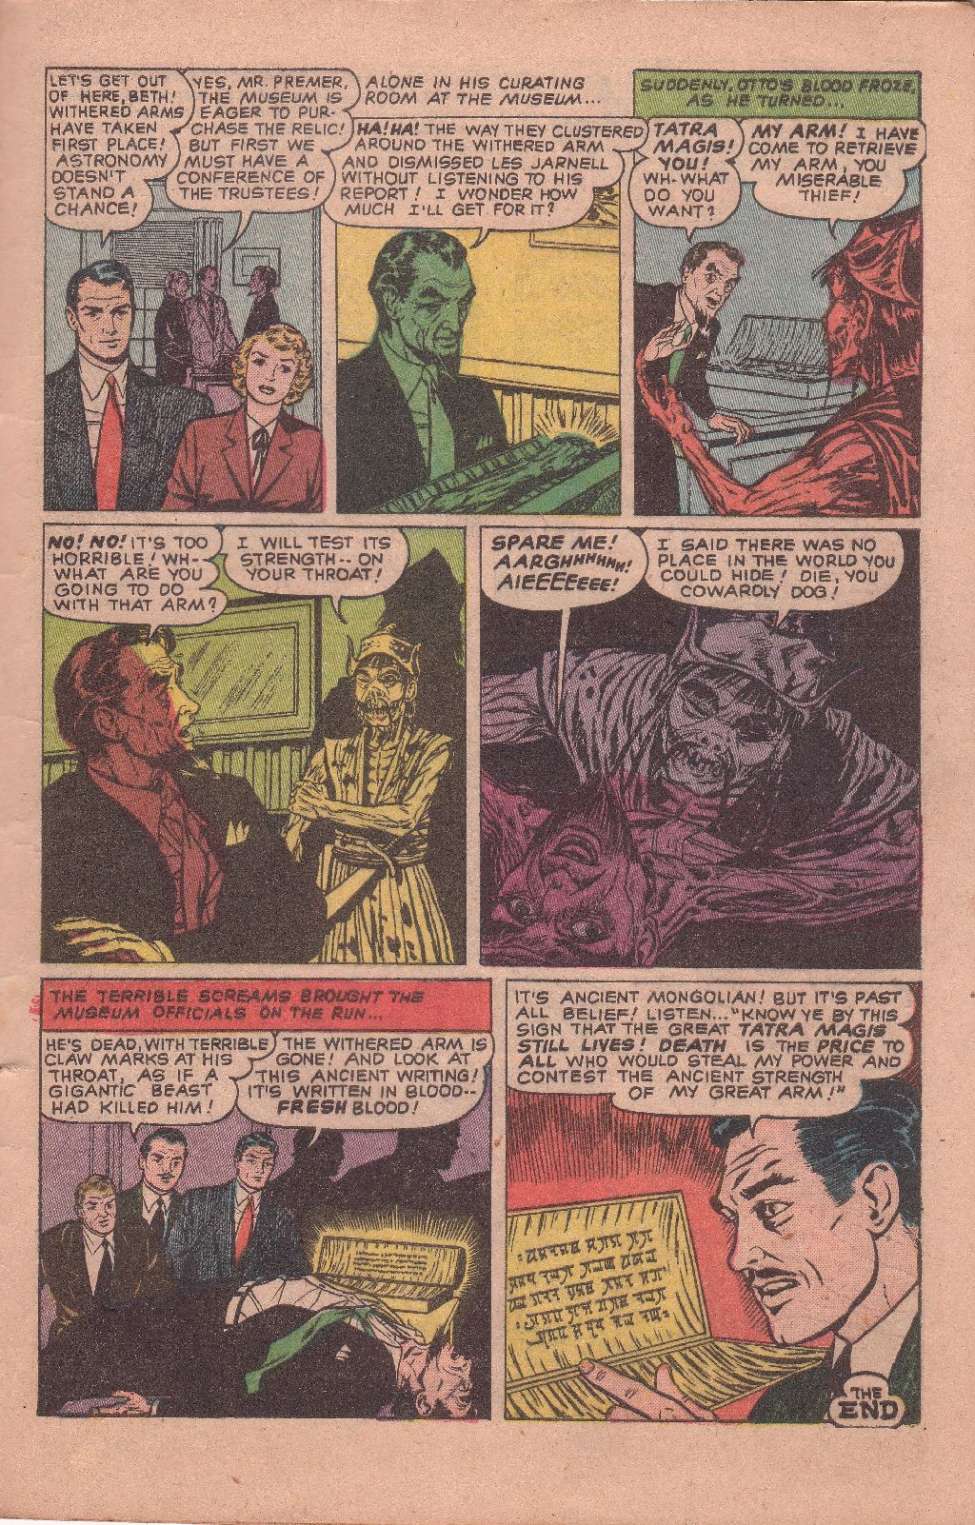 LET'S GET OUT
OF HERE, BETH!
WITHERED ARMS
HAVE TAKEN
FIRST PLACE!
ASTRONOMY
DOESN'T
STAND A
CHANCE!
YES, MR. PREMER,
THE MUSEUM IS
EAGER TO PUR-
CHASE THE RELIC!
BUT FIRST WE
MUST HAVE A
CONFERENCE OF
THE TRUSTEES!
ALONE IN HIS CURATING
ROOM AT THE MUSEUM...
HA! HA! THE WAY THEY CLUSTERED
AROUND THE WITHERED ARM
AND DISMISSED LES JARNELL
WITHOUT LISTENING TO HIS
REPORT! I WONDER HOW
MUCH I'LL GET FOR IT?
SUDDENLY, OTTO'S BLOOD FROZE,
AS HE TURNED...
TATRA
MAGIS!
YOU!
WH-WHAT
DO YOU
WANT?
MY ARM! I HAVE
COME TO RETRIEVE
MY ARM, YOU
MISERABLE
THIEF!
NO! NO! IT'S TOO
HORRIBLE! WH--
WHAT ARE YOU
GOING TO DO
WITH THAT ARM?
I WILL TEST ITS
STRENGTH-- ON
YOUR THROAT!
SPARE ME!
AARGHHHHHH!
AIEEEEEEEE!
I SAID THERE WAS NO
PLACE IN THE WORLD YOU
COULD HIDE! DIE, YOU
COWARDLY DOG!
THE TERRIBLE SCREAMS BROUGHT THE
MUSEUM OFFICIALS ON THE RUN...
HE'S DEAD, WITH TERRIBLE
CLAW MARKS AT HIS
THROAT, AS IF A
GIGANTIC BEAST
HAD KILLED HIM!
THE WITHERED ARM IS
GONE! AND LOOK AT
THIS ANCIENT WRITING!
IT'S WRITTEN IN BLOOD--
FRESH BLOOD!
IT'S ANCIENT MONGOLIAN! BUT IT'S PAST
ALL BELIEF! LISTEN... "KNOW YE BY THIS
SIGN THAT THE GREAT TATRA MAGIS
STILL LIVES! DEATH IS THE PRICE TO
ALL WHO WOULD STEAL MY POWER AND
CONTEST THE ANCIENT STRENGTH
OF MY GREAT ARM!"
THE
END